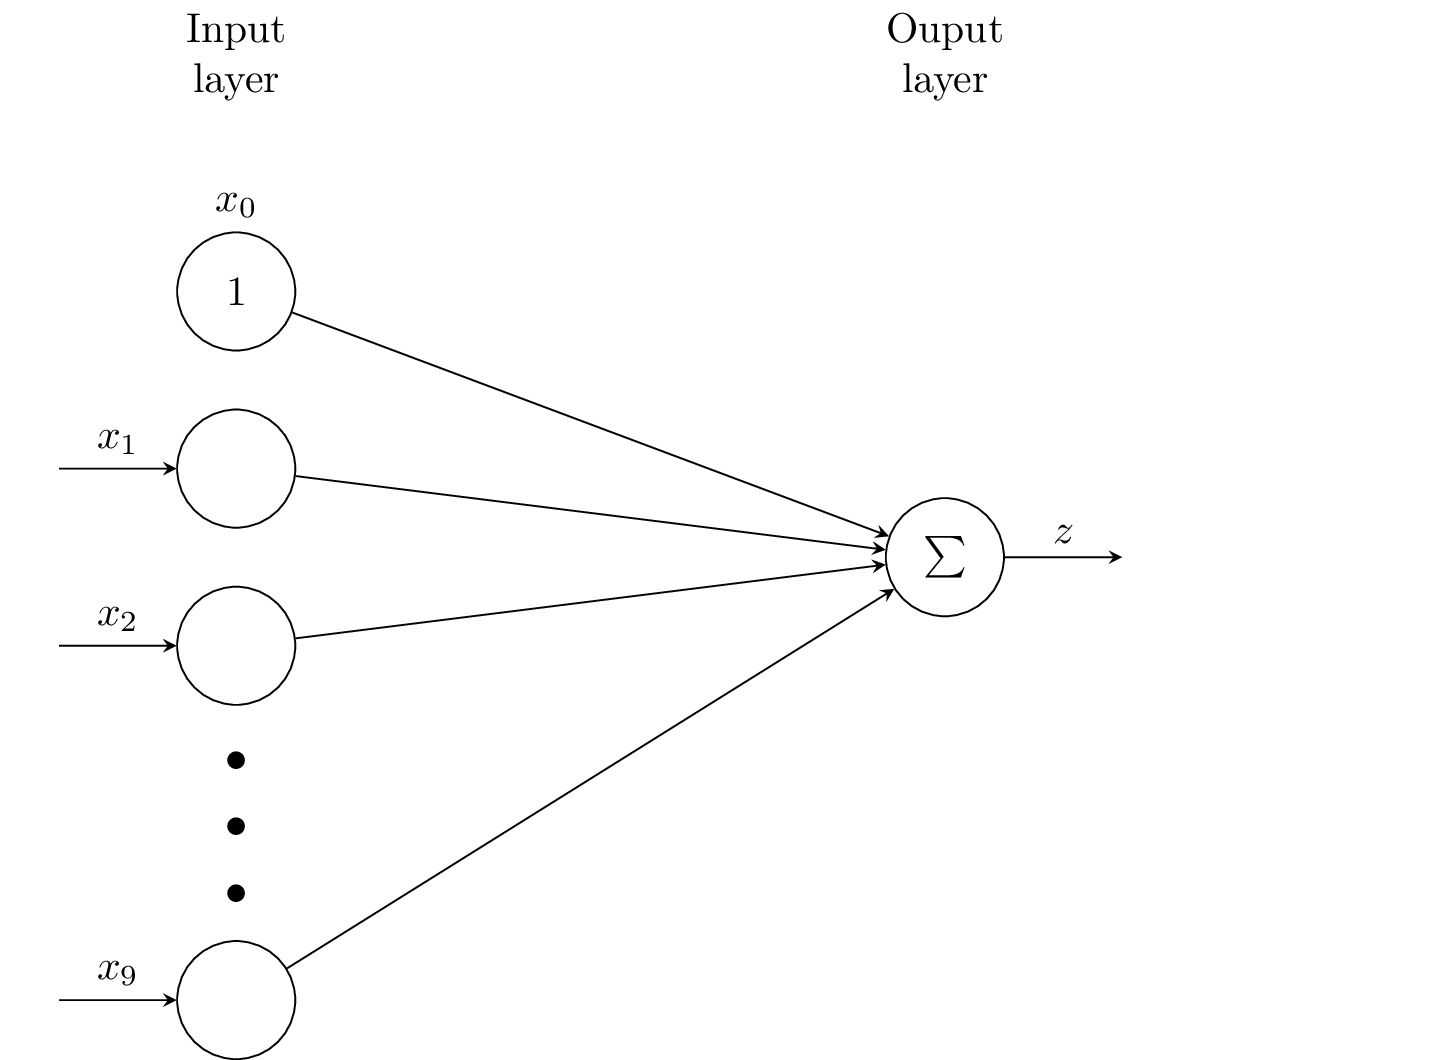 Input
layer
Ouput
layer
x₀
1
x₁
x₂
x₉
∑
z